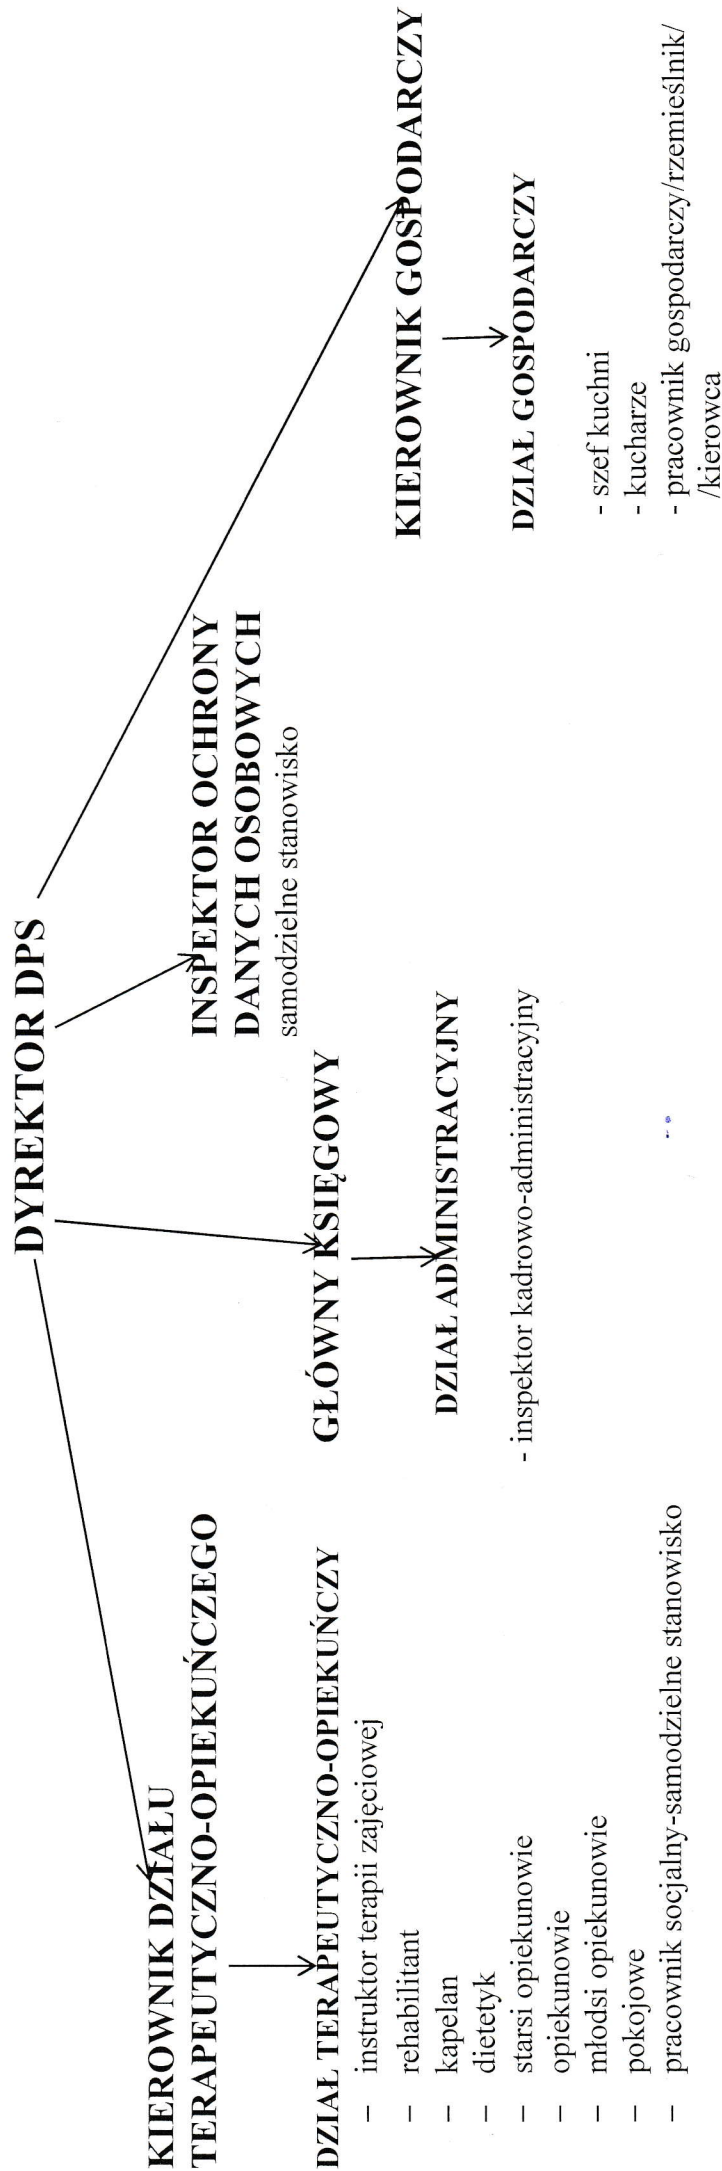 DYREKTOR DPS
KIEROWNIK DZIAŁU
TERAPEUTYCZNO-OPIEKUŃCZEGO
DZIAŁ TERAPEUTYCZNO-OPIEKUŃCZY
– instruktor terapii zajęciowej
– rehabilitant
– kapelan
– dietetyk
– starsi opiekunowie
– opiekunowie
– młodsi opiekunowie
– pokojowe
– pracownik socjalny-samodzielne stanowisko
GŁÓWNY KSIĘGOWY
DZIAŁ ADMINISTRACYJNY
- inspektor kadrowo-administracyjny
INSPEKTOR OCHRONY
DANYCH OSOBOWYCH
samodzielne stanowisko
KIEROWNIK GOSPODARCZY
DZIAŁ GOSPODARCZY
- szef kuchni
- kucharze
- pracownik gospodarczy/rzemieślnik/
/kierowca